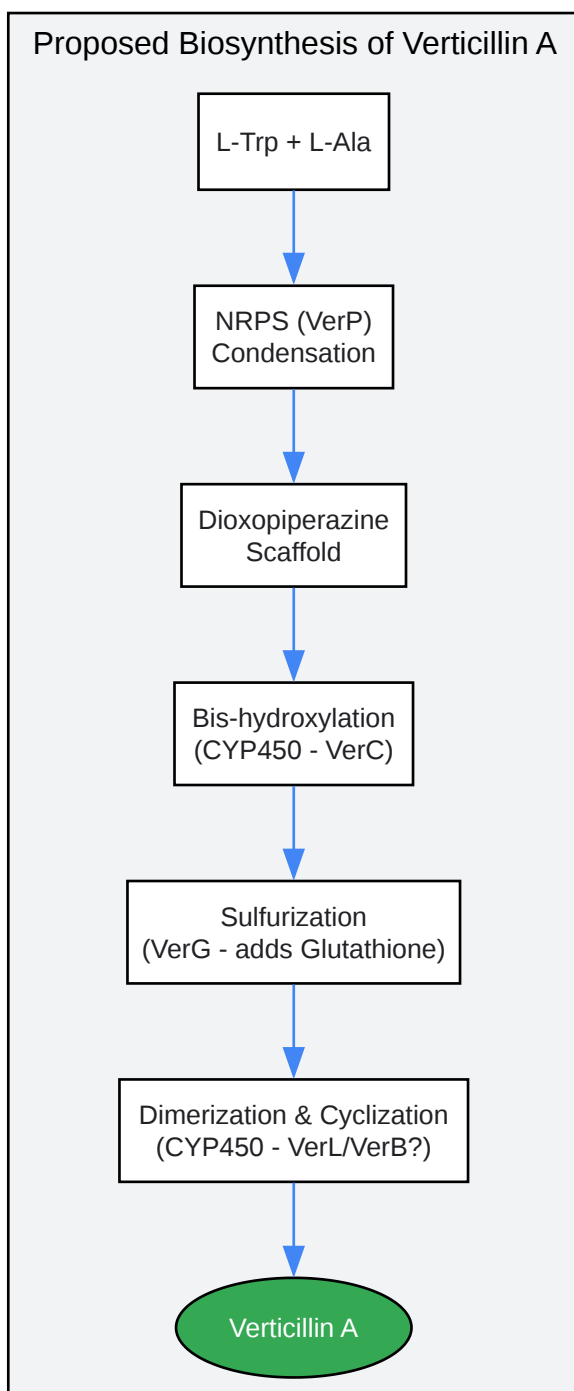 Proposed Biosynthesis of Verticillin A
L-Trp + L-Ala
NRPS (VerP)
Condensation
Dioxopiperazine
Scaffold
Bis-hydroxylation
(CYP450 - VerC)
Sulfurization
(VerG - adds Glutathione)
Dimerization & Cyclization
(CYP450 - VerL/VerB?)
Verticillin A